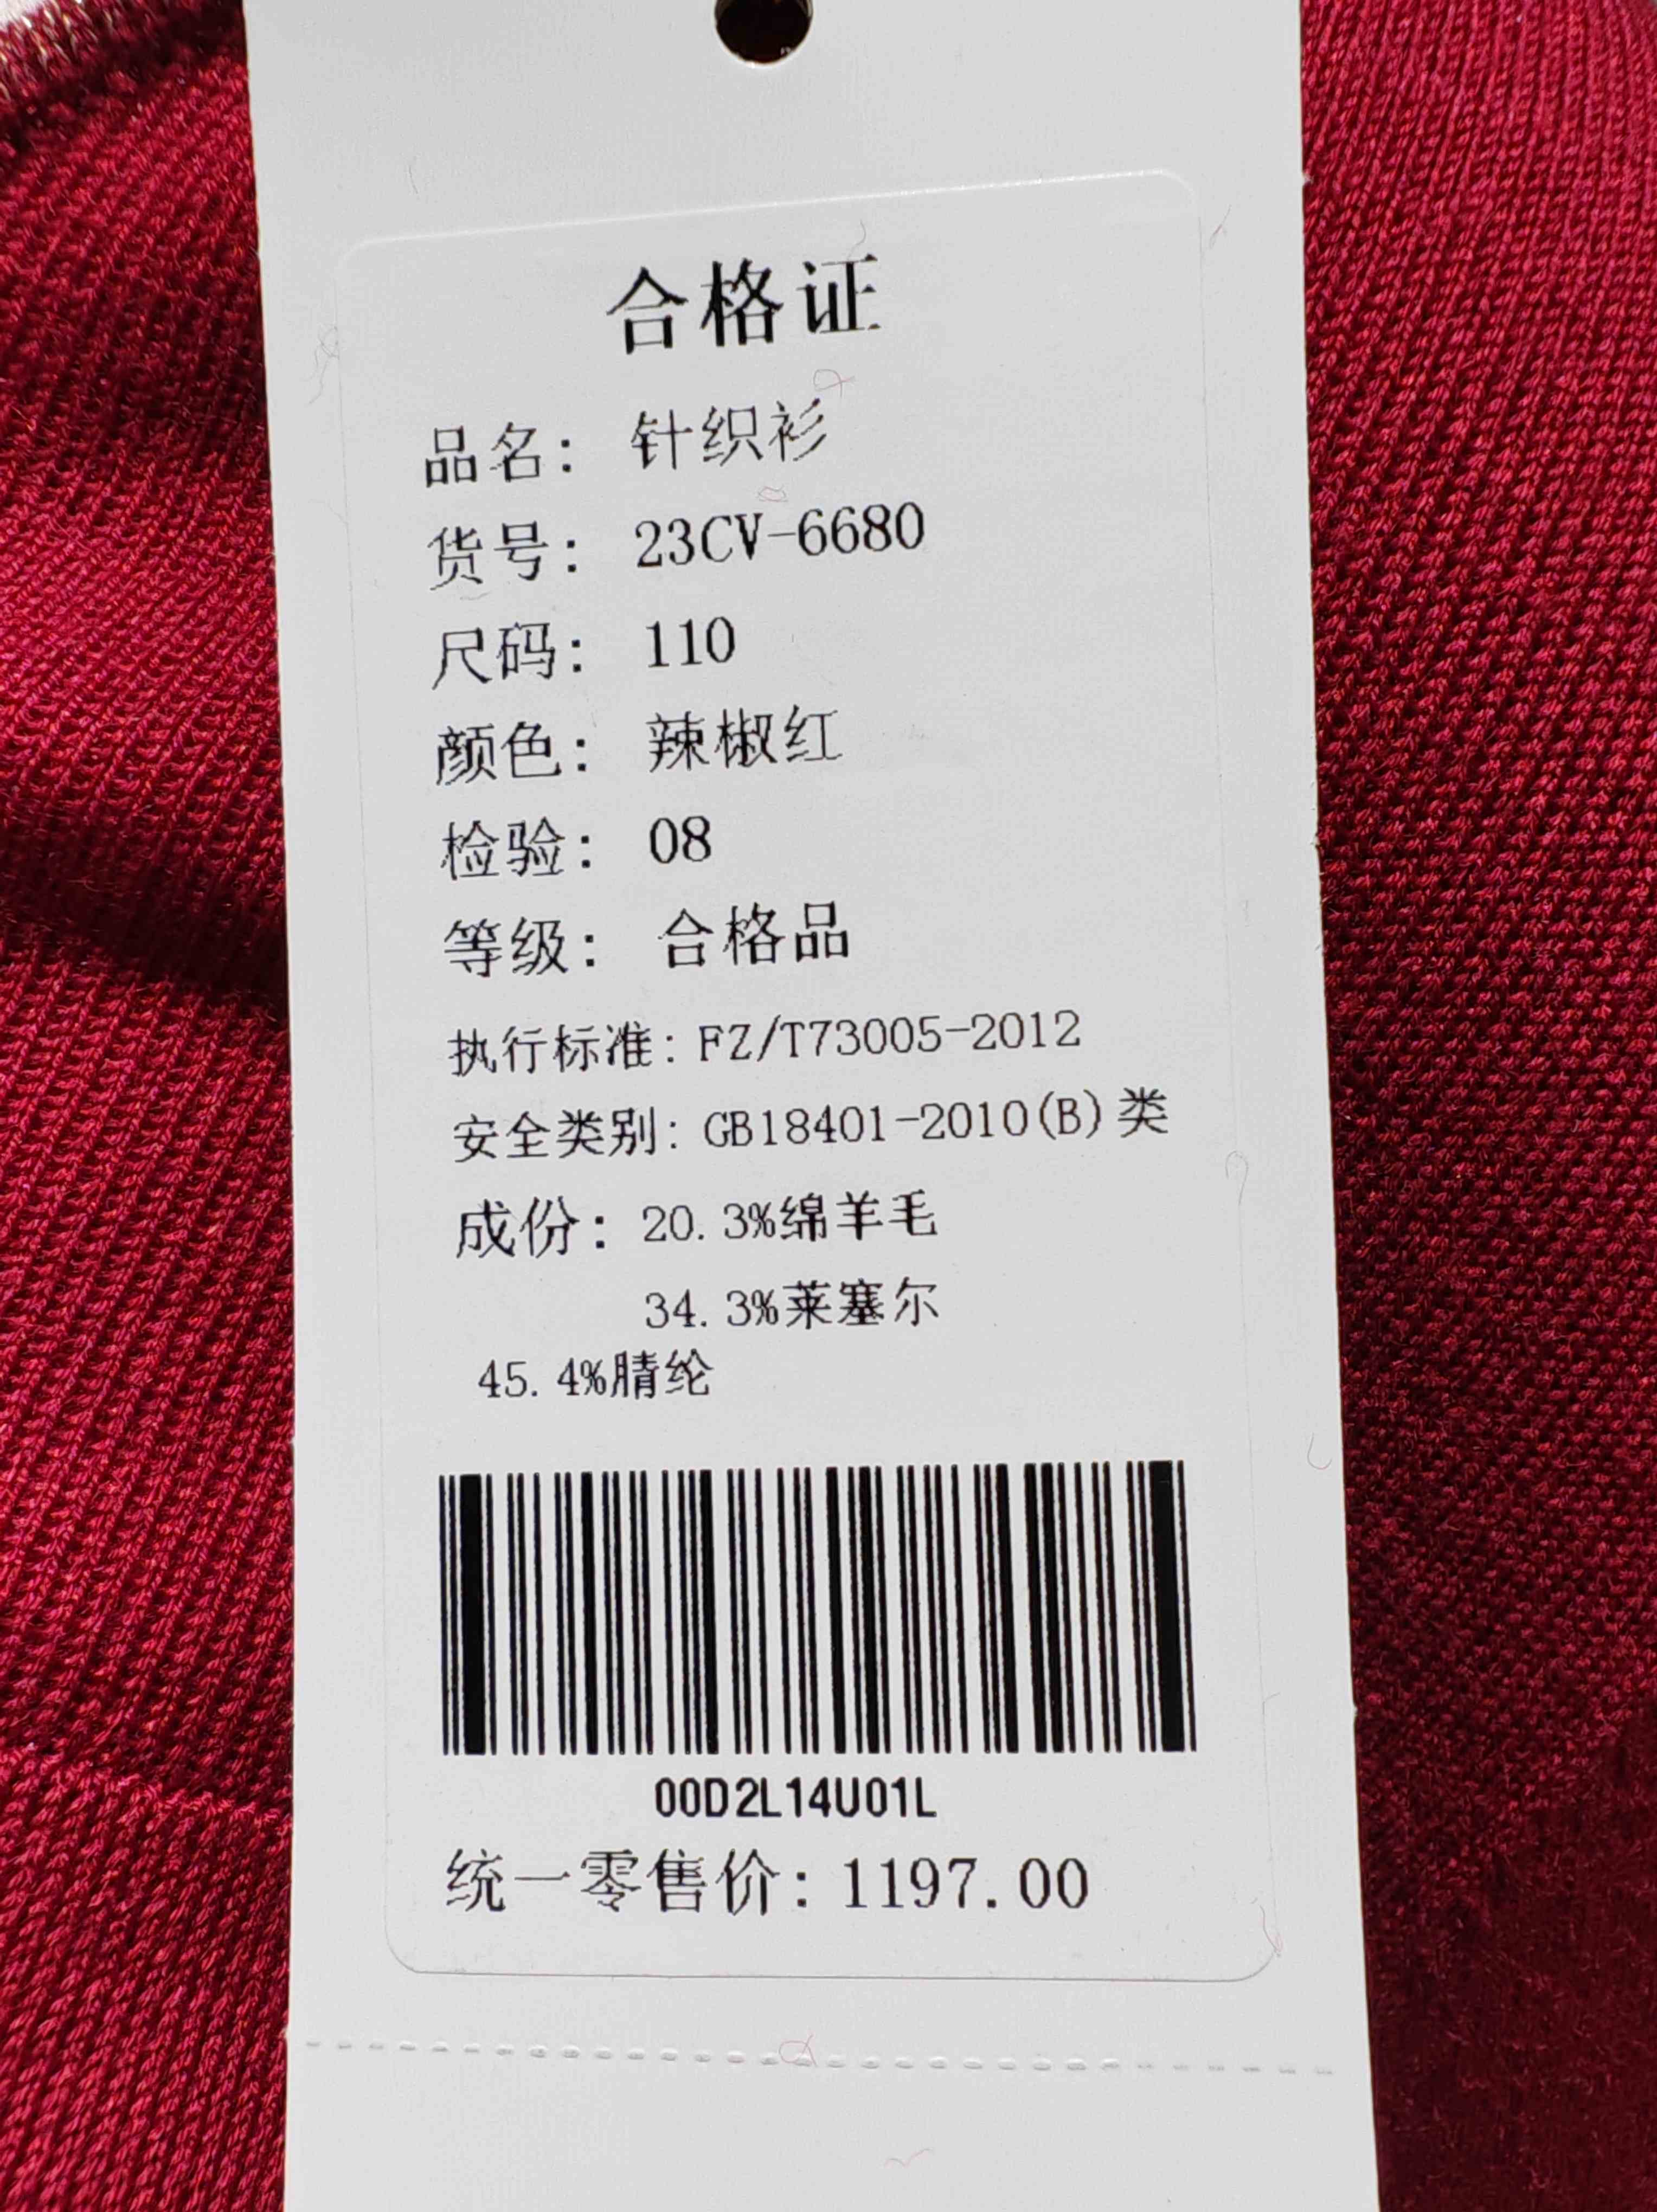 合格证
品名: 针织衫
货号: 23CV-6680
尺码: 110
颜色: 辣椒红
检验: 08
等级: 合格品
执行标准: FZ/T73005-2012
安全类别: GB18401-2010(B)类
成份: 20.3%绵羊毛
34.3%莱塞尔
45.4%腈纶
00D2L14U01L
统一零售价: 1197.00